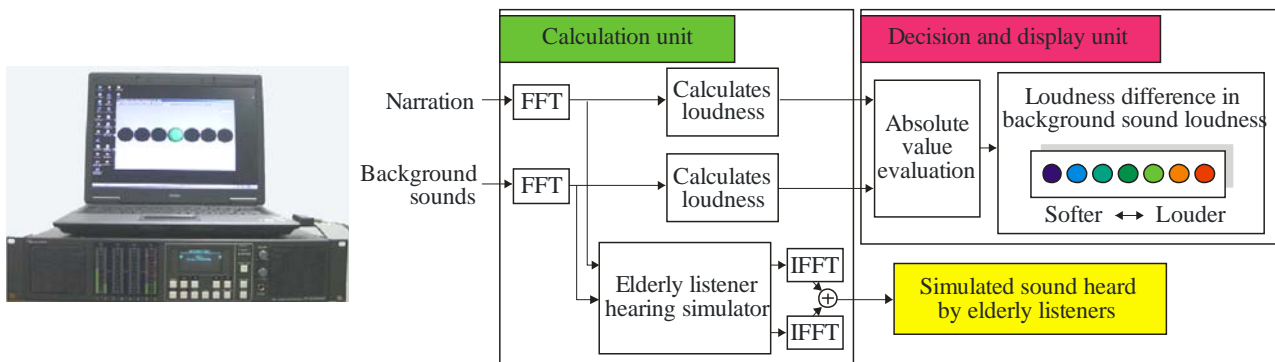 Calculation unit
Decision and display unit
Narration
FFT
Calculates
loudness
Background
sounds
FFT
Calculates
loudness
Absolute
value
evaluation
Loudness difference in
background sound loudness
Softer ↔ Louder
Elderly listener
hearing simulator
IFFT
+
IFFT
Simulated sound heard
by elderly listeners